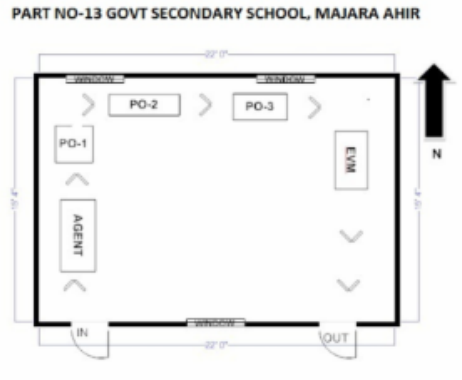 PART NO-13 GOVT SECONDARY SCHOOL, MAJARA AHIR
22' 0"
WINDOW
WINDOW
PO-2
PO-3
PO-1
EVM
N
AGENT
WINDOW
IN
OUT
22' 0"